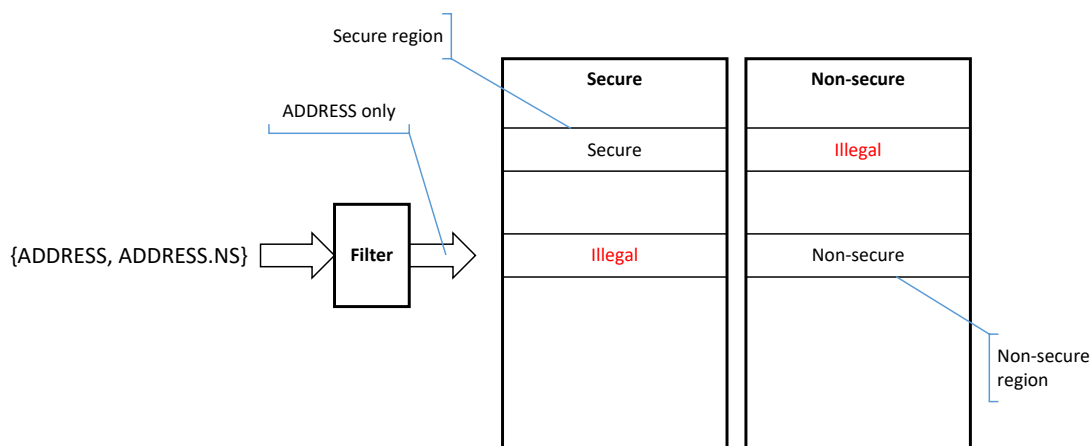 Secure region
Secure
Non-secure
ADDRESS only
Secure
Illegal
{ADDRESS, ADDRESS.NS}
Filter
Illegal
Non-secure
Non-secure
region